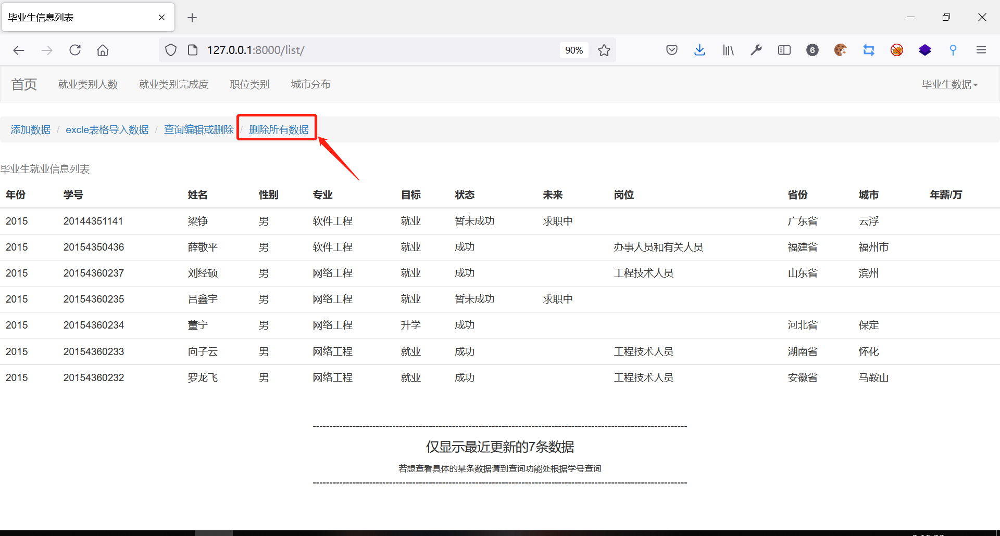 毕业生信息列表
127.0.0.1:8000/list/
90%
6
首页 就业类别人数 就业类别完成度 职位类别 城市分布 毕业生数据
添加数据 / excle表格导入数据 / 查询编辑或删除 / 删除所有数据
毕业生就业信息列表
年份 学号 姓名 性别 专业 目标 状态 未来 岗位 省份 城市 年薪/万
2015 20144351141 梁铮 男 软件工程 就业 暂未成功 求职中 广东省 云浮
2015 20154350436 薛敬平 男 软件工程 就业 成功 办事人员和有关人员 福建省 福州市
2015 20154360237 刘经硕 男 网络工程 就业 成功 工程技术人员 山东省 滨州
2015 20154360235 吕鑫宇 男 网络工程 就业 暂未成功 求职中
2015 20154360234 董宁 男 网络工程 升学 成功 河北省 保定
2015 20154360233 向子云 男 网络工程 就业 成功 工程技术人员 湖南省 怀化
2015 20154360232 罗龙飞 男 网络工程 就业 成功 工程技术人员 安徽省 马鞍山
仅显示最近更新的7条数据
若想查看具体的某条数据请到查询功能处根据学号查询